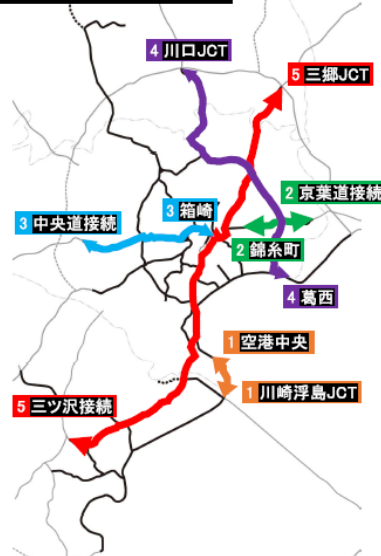 4 川口JCT
5 三郷JCT
2 京葉道接続
3 箱崎
3 中央道接続
2 錦糸町
4 葛西
1 空港中央
1 川崎浮島JCT
5 三ツ沢接続